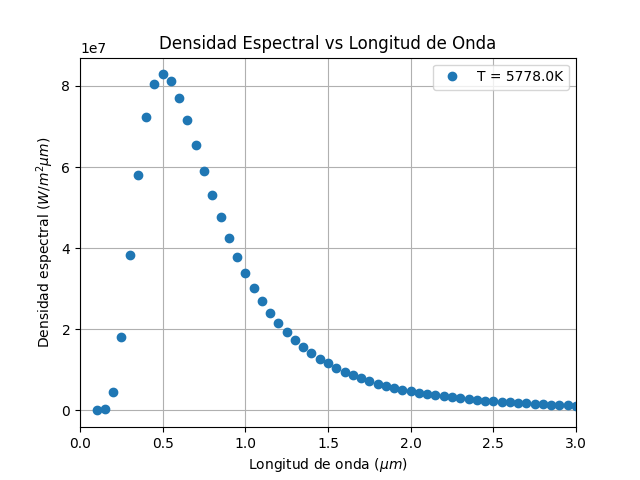 Densidad Espectral vs Longitud de Onda
1e7
T = 5778.0K
8
6
4
2
0
Densidad espectral (W/m²μm)
0.0 0.5 1.0 1.5 2.0 2.5 3.0
Longitud de onda (μm)